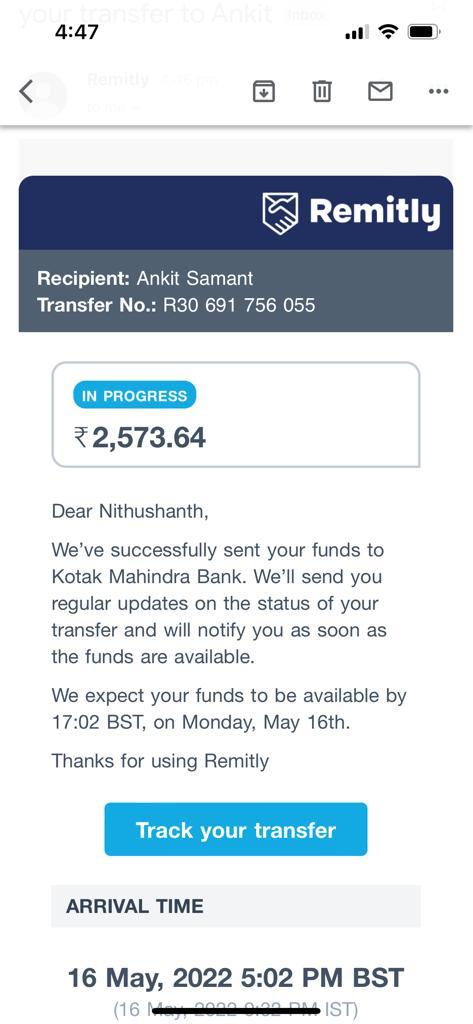 your transfer to Ankit Inbox
4:47
Remitly 4:46 pm
to me
Remitly
Recipient: Ankit Samant
Transfer No.: R30 691 756 055
IN PROGRESS
₹2,573.64
Dear Nithushanth,
We’ve successfully sent your funds to
Kotak Mahindra Bank. We’ll send you
regular updates on the status of your
transfer and will notify you as soon as
the funds are available.
We expect your funds to be available by
17:02 BST, on Monday, May 16th.
Thanks for using Remitly
Track your transfer
ARRIVAL TIME
16 May, 2022 5:02 PM BST
(16 May, 2022 9:32 PM IST)